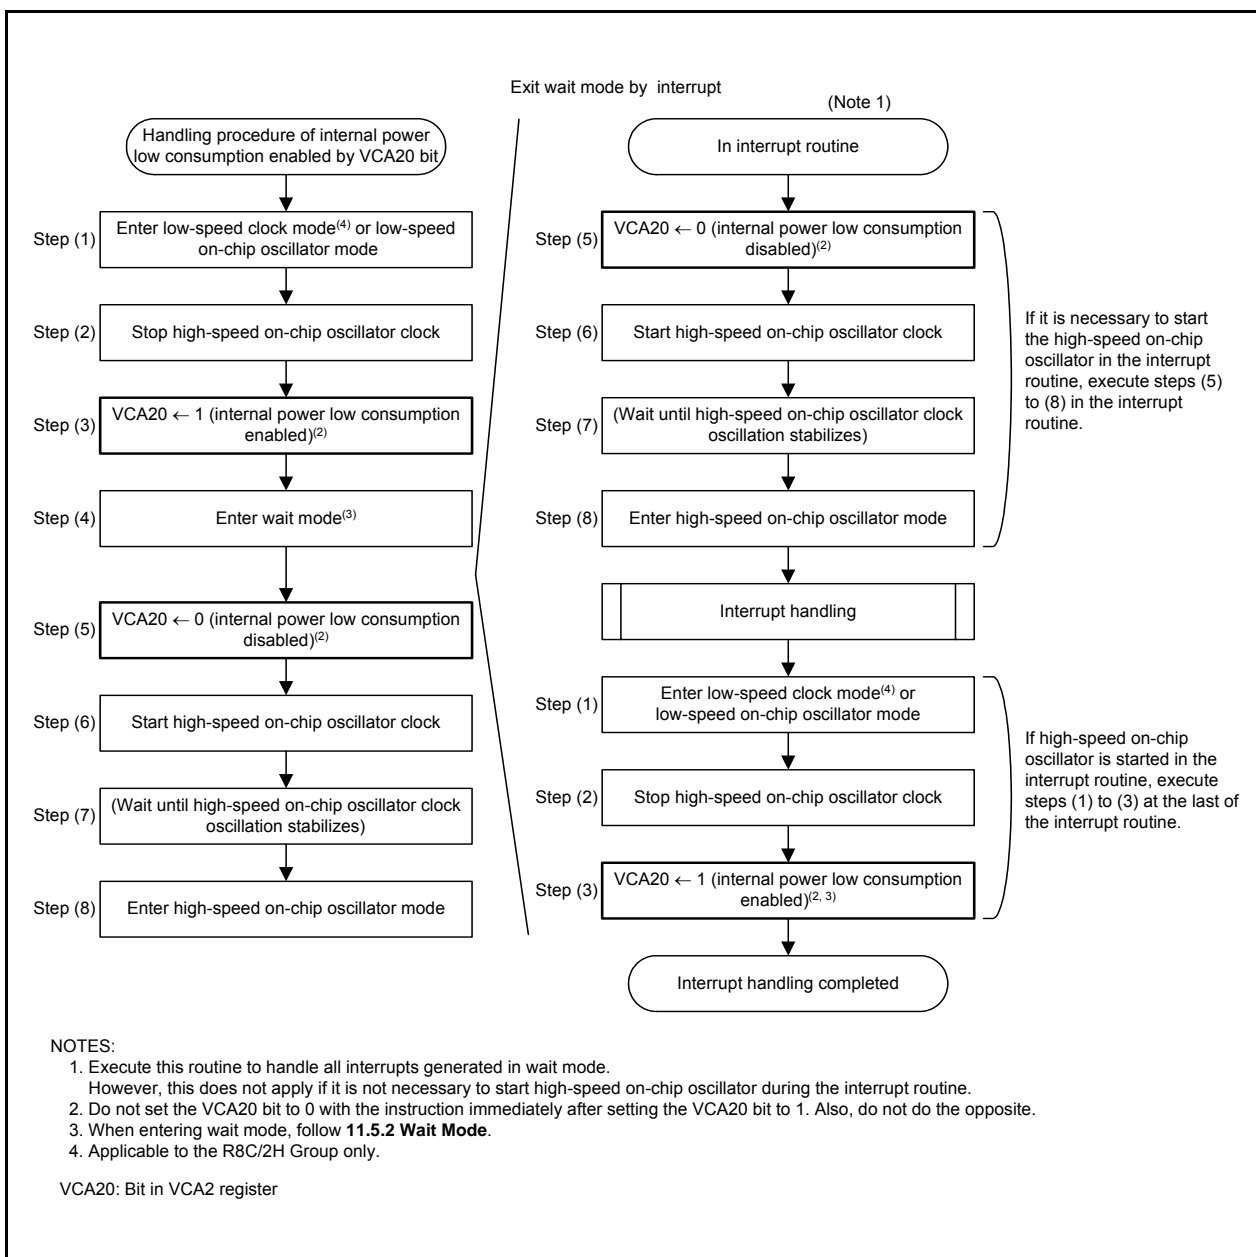 Exit wait mode by interrupt
(Note 1)
Handling procedure of internal power
low consumption enabled by VCA20 bit
Step (1)
Enter low-speed clock mode(4) or low-speed
on-chip oscillator mode
Step (2)
Stop high-speed on-chip oscillator clock
Step (3)
VCA20 ← 1 (internal power low consumption
enabled)(2)
Step (4)
Enter wait mode(3)
Step (5)
VCA20 ← 0 (internal power low consumption
disabled)(2)
Step (6)
Start high-speed on-chip oscillator clock
Step (7)
(Wait until high-speed on-chip oscillator clock
oscillation stabilizes)
Step (8)
Enter high-speed on-chip oscillator mode
In interrupt routine
Step (5)
VCA20 ← 0 (internal power low consumption
disabled)(2)
Step (6)
Start high-speed on-chip oscillator clock
Step (7)
(Wait until high-speed on-chip oscillator clock
oscillation stabilizes)
Step (8)
Enter high-speed on-chip oscillator mode
If it is necessary to start
the high-speed on-chip
oscillator in the interrupt
routine, execute steps (5)
to (8) in the interrupt
routine.
Interrupt handling
Step (1)
Enter low-speed clock mode(4) or
low-speed on-chip oscillator mode
Step (2)
Stop high-speed on-chip oscillator clock
Step (3)
VCA20 ← 1 (internal power low consumption
enabled)(2, 3)
If high-speed on-chip
oscillator is started in the
interrupt routine, execute
steps (1) to (3) at the last of
the interrupt routine.
Interrupt handling completed
NOTES:
1. Execute this routine to handle all interrupts generated in wait mode.
However, this does not apply if it is not necessary to start high-speed on-chip oscillator during the interrupt routine.
2. Do not set the VCA20 bit to 0 with the instruction immediately after setting the VCA20 bit to 1. Also, do not do the opposite.
3. When entering wait mode, follow 11.5.2 Wait Mode.
4. Applicable to the R8C/2H Group only.
VCA20: Bit in VCA2 register